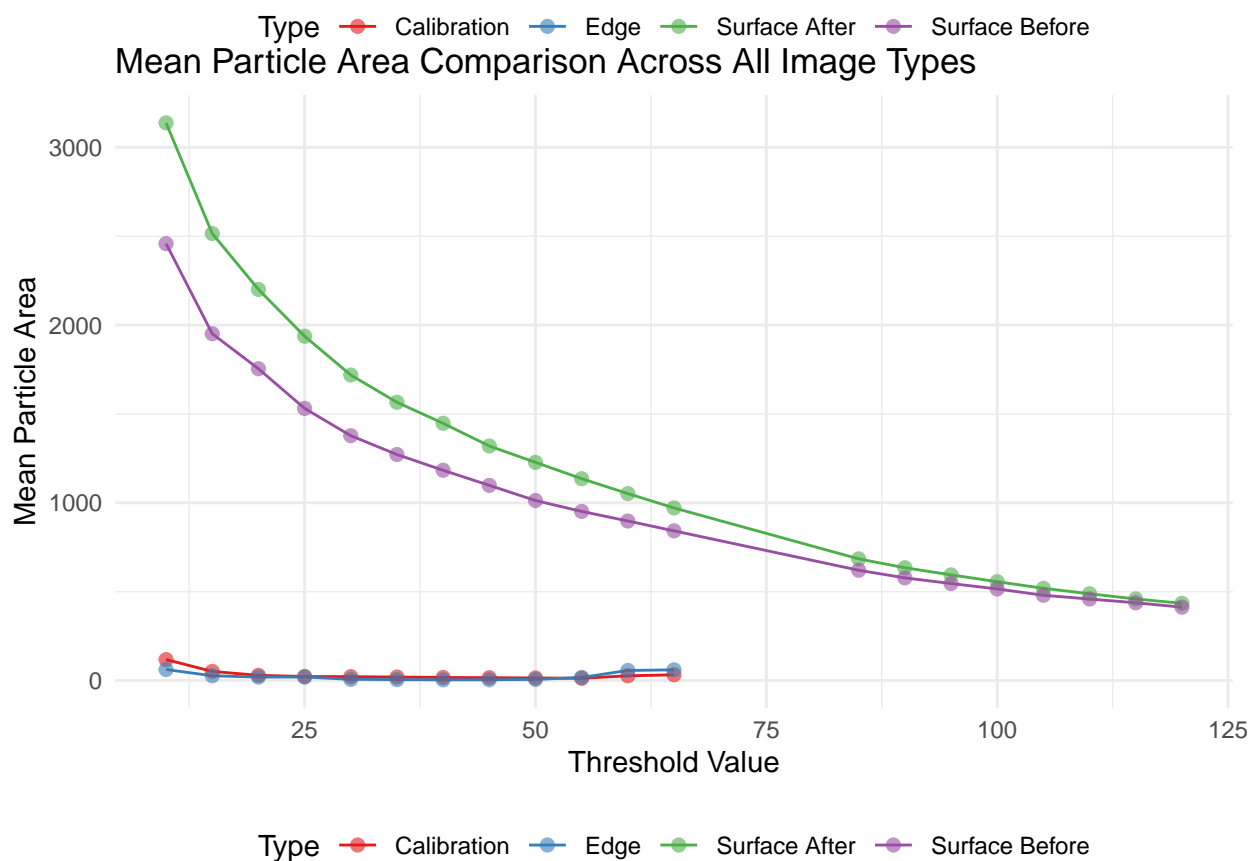 Type Calibration Edge Surface After Surface Before
Mean Particle Area Comparison Across All Image Types
3000
2000
1000
0
Mean Particle Area
25 50 75 100 125
Threshold Value
Type Calibration Edge Surface After Surface Before